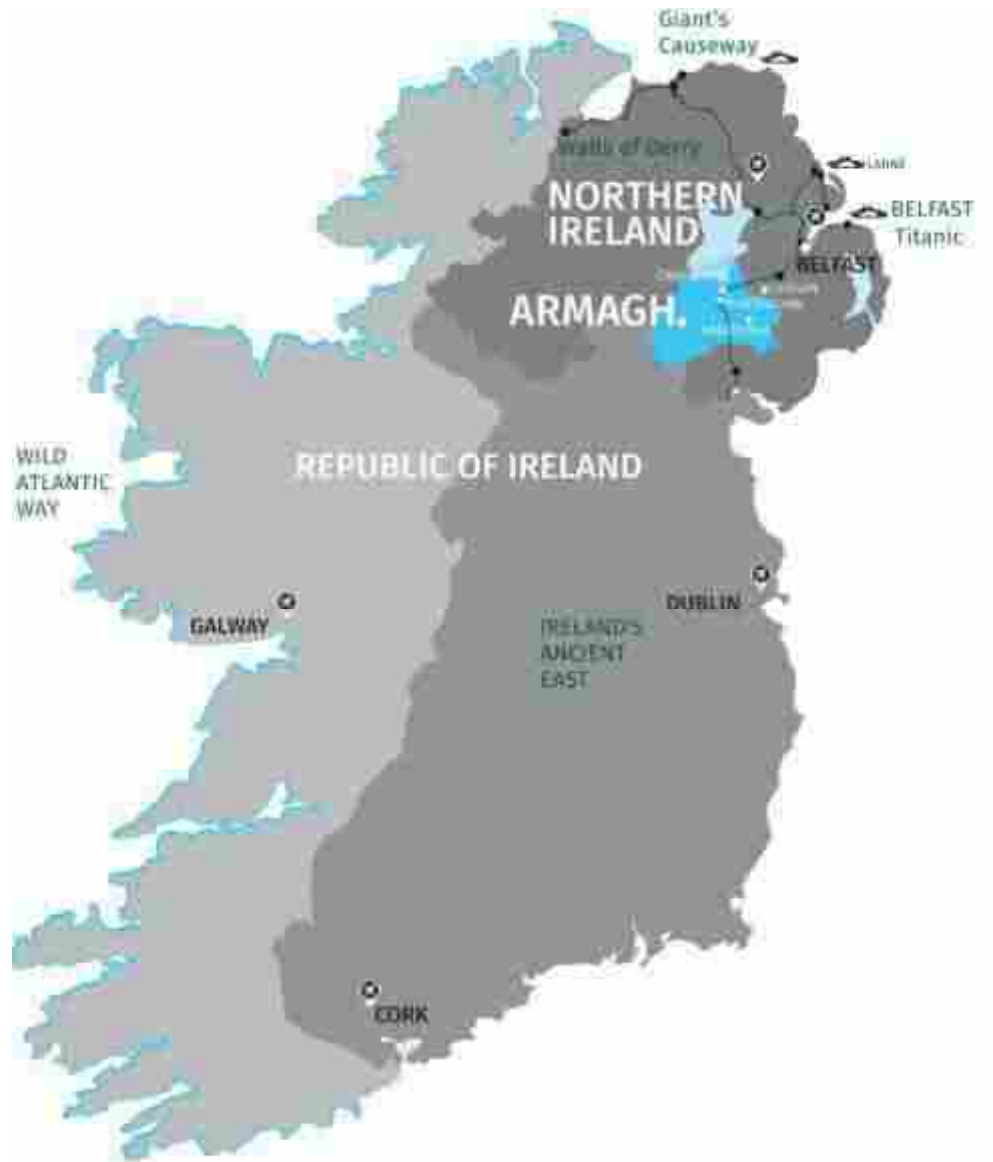 Giant's
Causeway
Walls of Derry
LARNE
NORTHERN
IRELAND
BELFAST
Titanic
BELFAST
ARMAGH.
WILD
ATLANTIC
WAY
REPUBLIC OF IRELAND
DUBLIN
GALWAY
IRELAND'S
ANCIENT
EAST
CORK